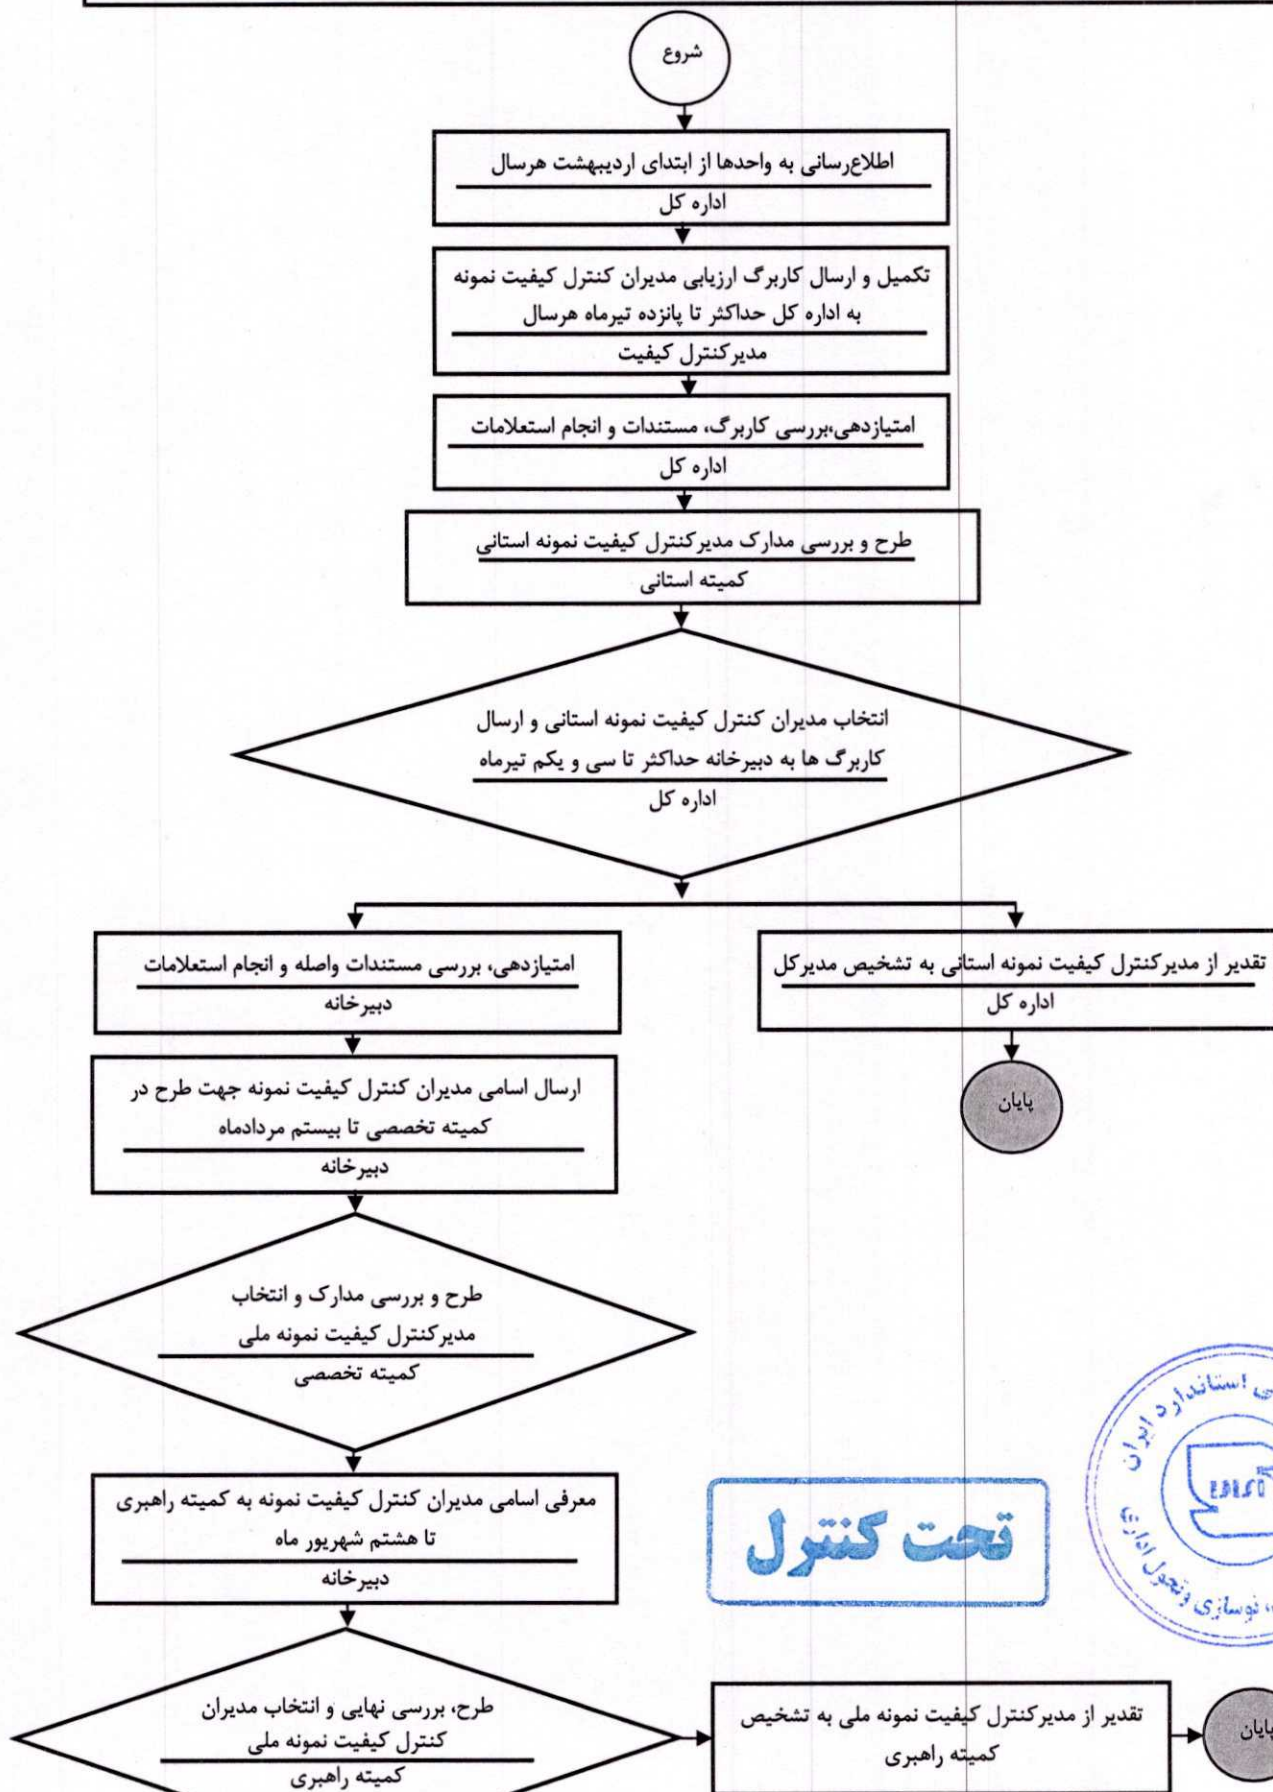 شروع
اطلاع‌رسانی به واحدها از ابتدای اردیبهشت هرسال
اداره کل
تکمیل و ارسال کاربرگ ارزیابی مدیران کنترل کیفیت نمونه
به اداره کل حداکثر تا پانزده تیرماه هرسال
مدیرکنترل کیفیت
امتیازدهی،بررسی کاربرگ، مستندات و انجام استعلامات
اداره کل
طرح و بررسی مدارک مدیرکنترل کیفیت نمونه استانی
کمیته استانی
انتخاب مدیران کنترل کیفیت نمونه استانی و ارسال
کاربرگ ها به دبیرخانه حداکثر تا سی و یکم تیرماه
اداره کل
تقدیر از مدیرکنترل کیفیت نمونه استانی به تشخیص مدیرکل
اداره کل
پایان
امتیازدهی، بررسی مستندات واصله و انجام استعلامات
دبیرخانه
ارسال اسامی مدیران کنترل کیفیت نمونه جهت طرح در
کمیته تخصصی تا بیستم مردادماه
دبیرخانه
طرح و بررسی مدارک و انتخاب
مدیرکنترل کیفیت نمونه ملی
کمیته تخصصی
معرفی اسامی مدیران کنترل کیفیت نمونه به کمیته راهبری
تا هشتم شهریور ماه
دبیرخانه
تحت کنترل
استاندارد ایران
نوسازی وتحول اداری
طرح، بررسی نهایی و انتخاب مدیران
کنترل کیفیت نمونه ملی
کمیته راهبری
تقدیر از مدیرکنترل کیفیت نمونه ملی به تشخیص
کمیته راهبری
پایان